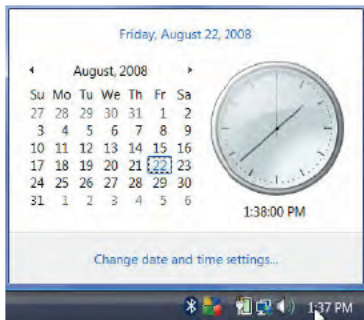 Friday, August 22, 2008
August, 2008
Su Mo Tu We Th Fr Sa
27 28 29 30 31 1 2
3 4 5 6 7 8 9
10 11 12 13 14 15 16
17 18 19 20 21 22 23
24 25 26 27 28 29 30
31 1 2 3 4 5 6
1:38:00 PM
Change date and time settings...
1:37 PM